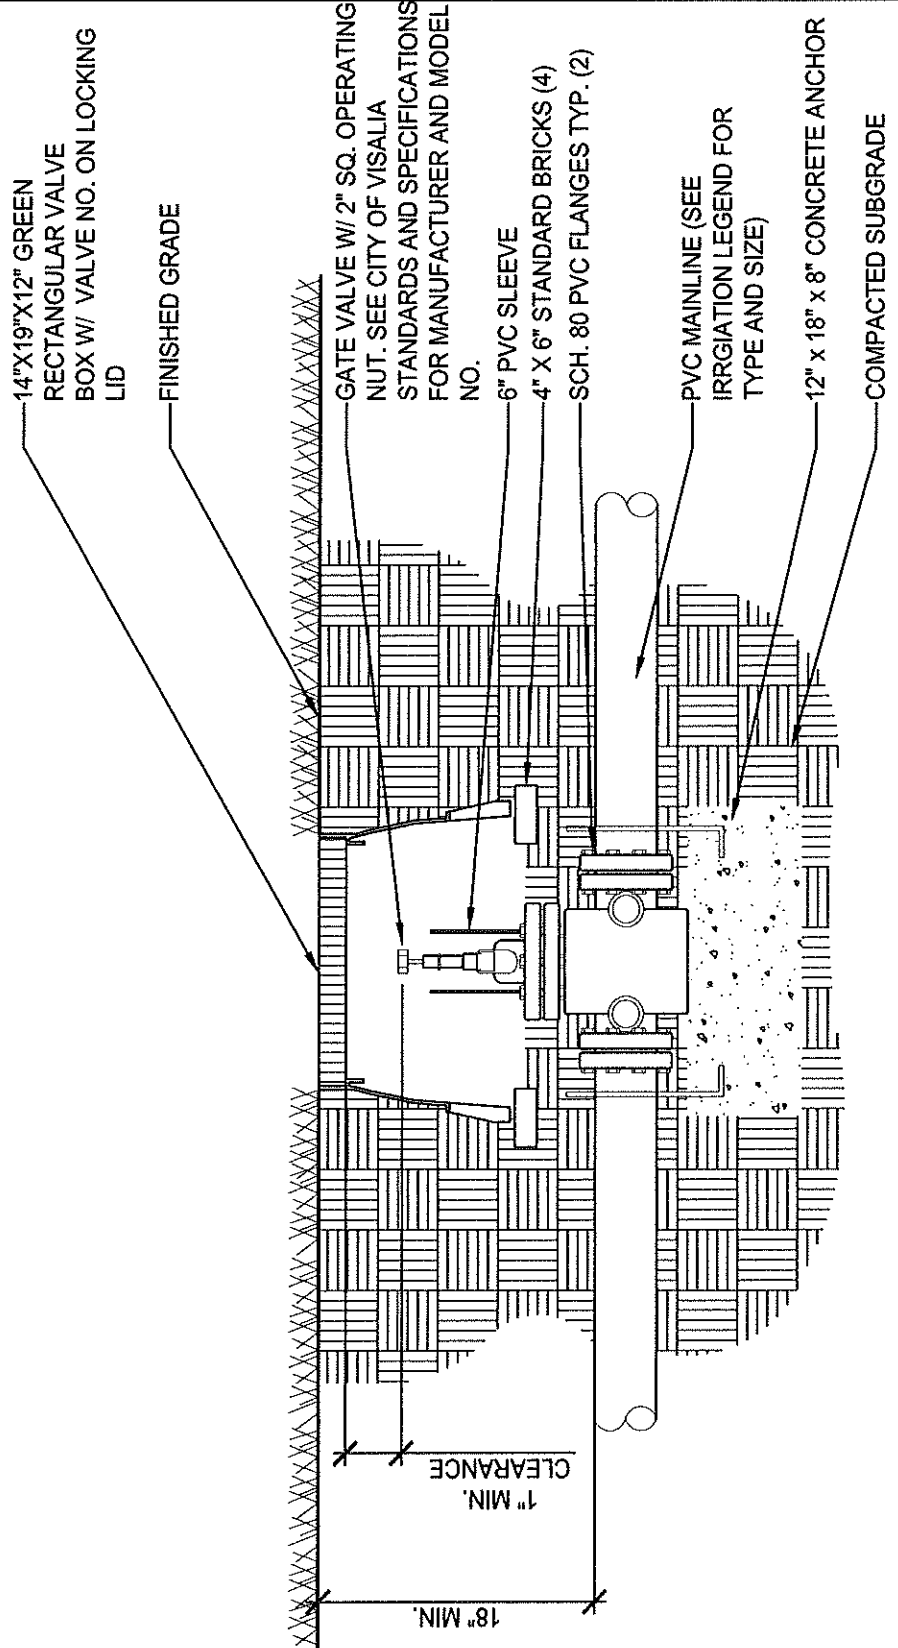 14"X19"X12" GREEN
RECTANGULAR VALVE
BOX W/ VALVE NO. ON LOCKING
LID
FINISHED GRADE
GATE VALVE W/ 2" SQ. OPERATING
NUT. SEE CITY OF VISALIA
STANDARDS AND SPECIFICATIONS
FOR MANUFACTURER AND MODEL
NO.
6" PVC SLEEVE
4" X 6" STANDARD BRICKS (4)
SCH. 80 PVC FLANGES TYP. (2)
PVC MAINLINE (SEE
IRRGIATION LEGEND FOR
TYPE AND SIZE)
12" x 18" x 8" CONCRETE ANCHOR
COMPACTED SUBGRADE
1" MIN.
CLEARANCE
18" MIN.